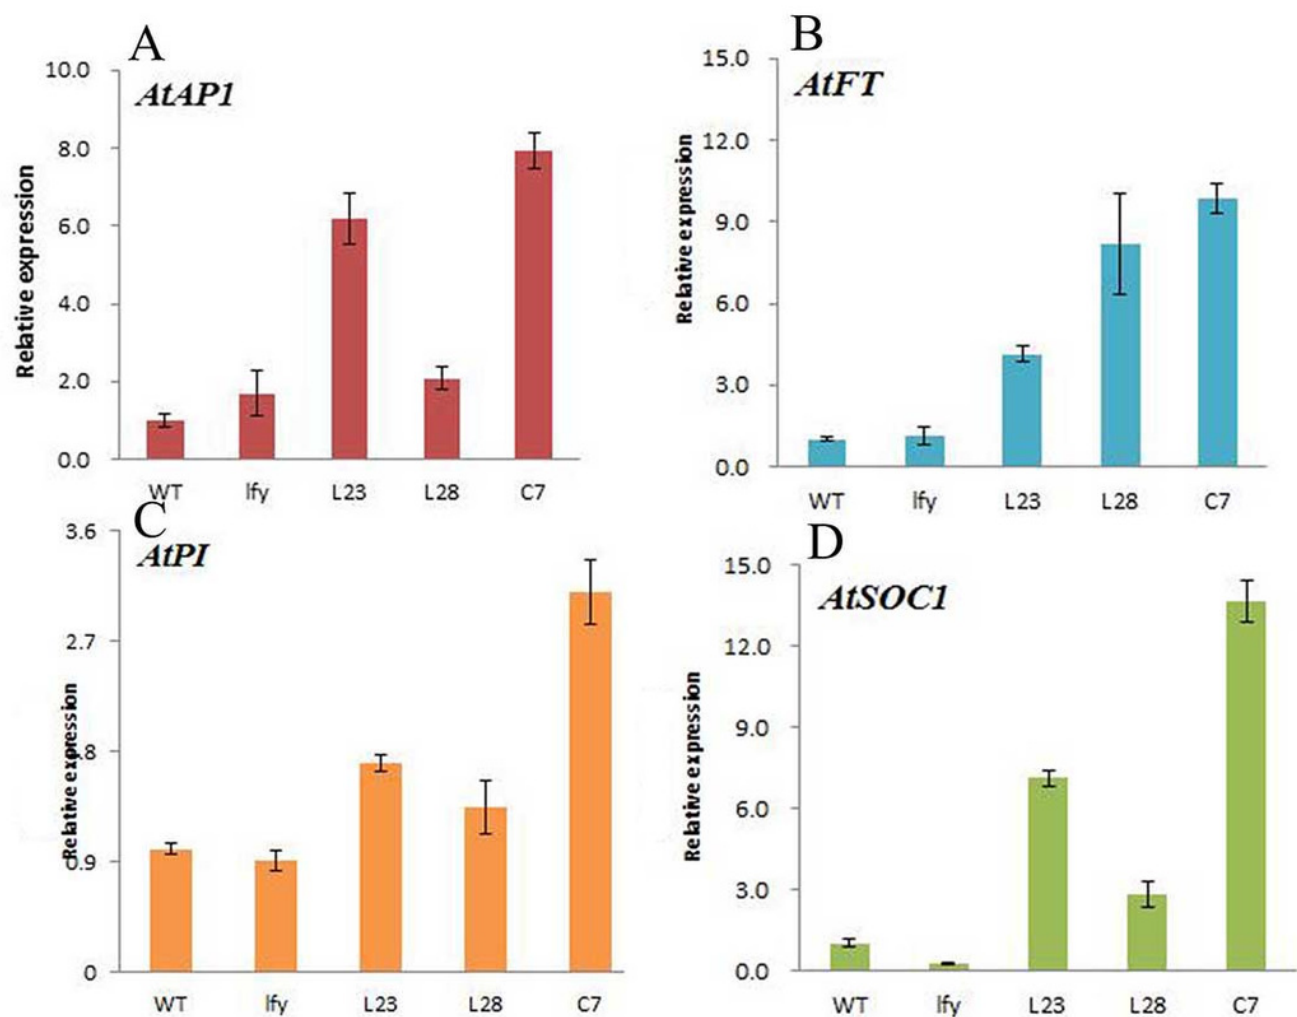 A
AtAP1
Relative expression
10.0
8.0
6.0
4.0
2.0
0.0
WT lfy L23 L28 C7
B
AtFT
Relative expression
15.0
12.0
9.0
6.0
3.0
0.0
WT lfy L23 L28 C7
C
AtPI
Relative expression
3.6
2.7
.8
0.9
0
WT lfy L23 L28 C7
D
AtSOC1
Relative expression
15.0
12.0
9.0
6.0
3.0
0.0
WT lfy L23 L28 C7